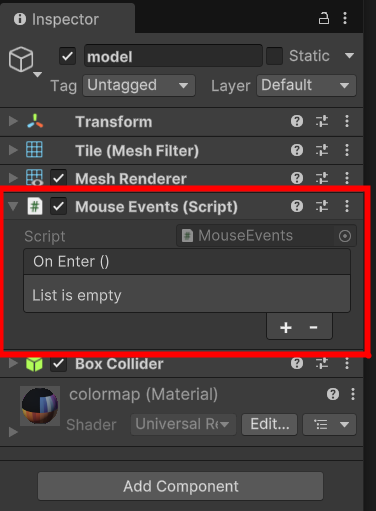 Inspector
model
Static
Tag Untagged Layer Default
Transform
Tile (Mesh Filter)
Mesh Renderer
# Mouse Events (Script)
Script # MouseEvents
On Enter ()
List is empty
+ -
Box Collider
colormap (Material)
Shader Universal Re Edit...
Add Component